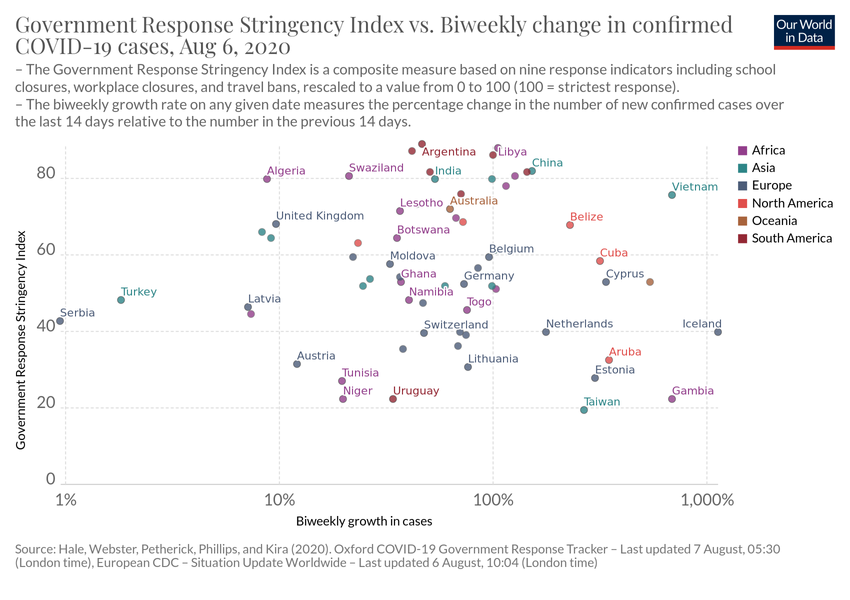 Government Response Stringency Index vs. Biweekly change in confirmed
COVID-19 cases, Aug 6, 2020
Our World
in Data
– The Government Response Stringency Index is a composite measure based on nine response indicators including school
closures, workplace closures, and travel bans, rescaled to a value from 0 to 100 (100 = strictest response).
– The biweekly growth rate on any given date measures the percentage change in the number of new confirmed cases over
the last 14 days relative to the number in the previous 14 days.
Government Response Stringency Index
80
60
40
20
0
Argentina
Libya
China
Algeria
Swaziland
India
Vietnam
Lesotho
Australia
United Kingdom
Belize
Botswana
Moldova
Belgium
Cuba
Ghana
Germany
Cyprus
Turkey
Latvia
Namibia
Togo
Serbia
Switzerland
Netherlands
Iceland
Austria
Lithuania
Aruba
Tunisia
Estonia
Niger
Uruguay
Gambia
Taiwan
Africa
Asia
Europe
North America
Oceania
South America
1%
10%
100%
1,000%
Biweekly growth in cases
Source: Hale, Webster, Petherick, Phillips, and Kira (2020). Oxford COVID-19 Government Response Tracker – Last updated 7 August, 05:30
(London time), European CDC – Situation Update Worldwide – Last updated 6 August, 10:04 (London time)